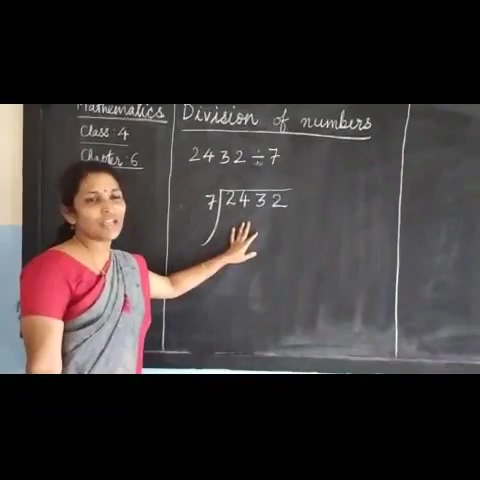 Mathematics
Class: 4
Chapter: 6
Division of numbers
2432 ÷ 7
7 2432